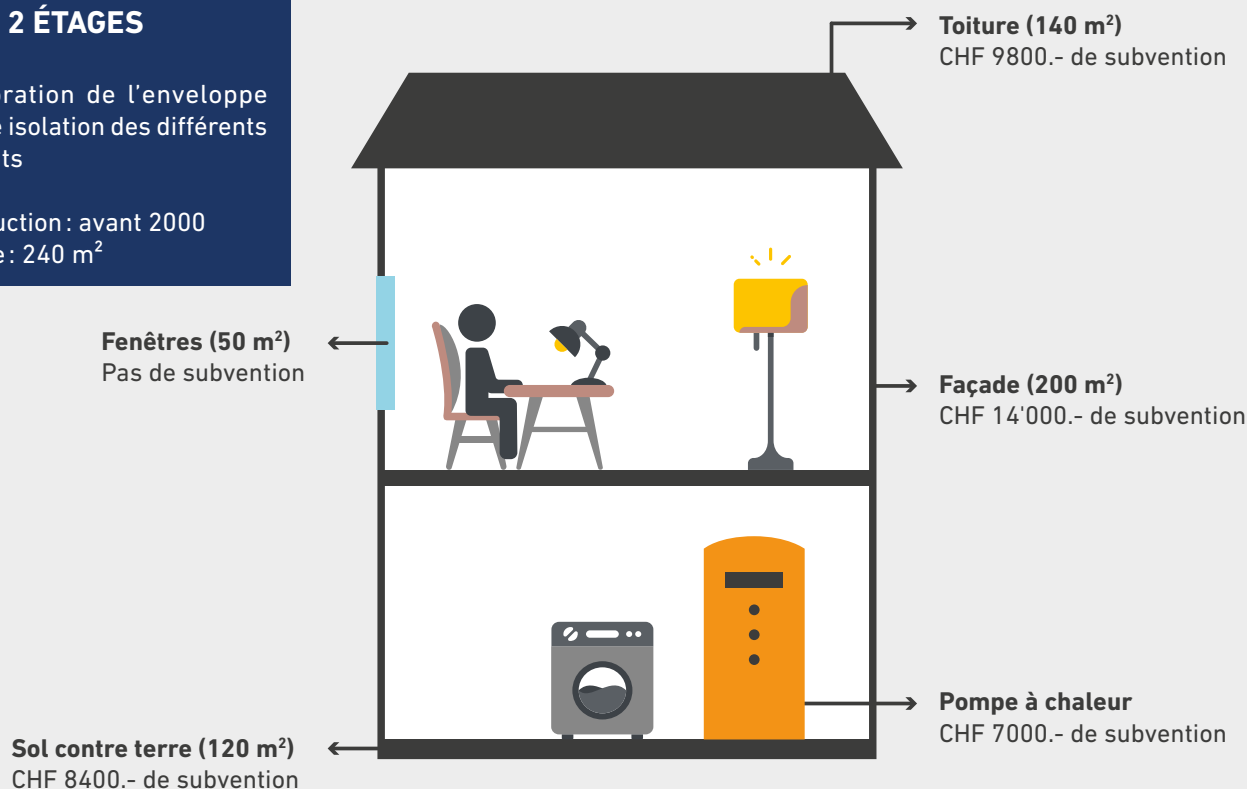 2 ÉTAGES
oration de l'enveloppe
e isolation des différents
ts
uction : avant 2000
e : 240 m²
Toiture (140 m²)
CHF 9800.- de subvention
Fenêtres (50 m²)
Pas de subvention
Façade (200 m²)
CHF 14'000.- de subvention
Pompe à chaleur
CHF 7000.- de subvention
Sol contre terre (120 m²)
CHF 8400.- de subvention